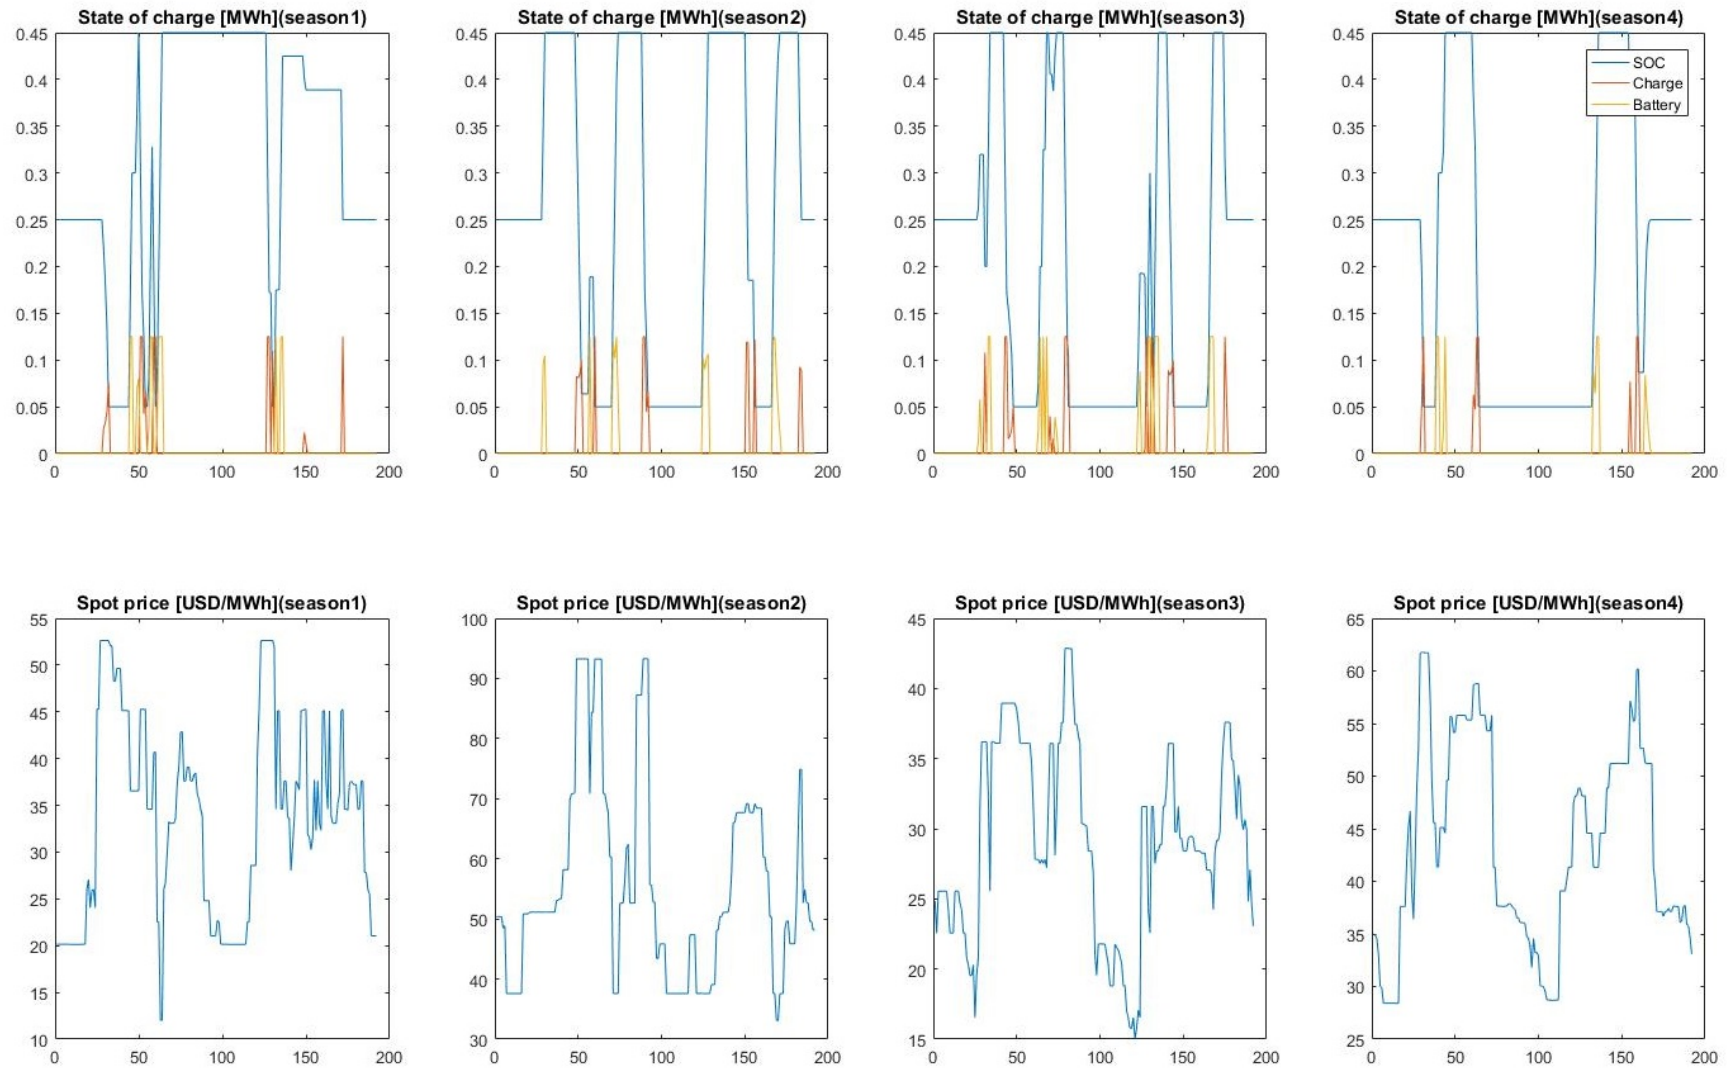 State of charge [MWh](season1) State of charge [MWh](season2) State of charge [MWh](season3) State of charge [MWh](season4)
0.45 0.45 0.45 0.45
SOC
0.4 0.4 0.4 0.4
Charge
Battery
0.35 0.35 0.35 0.35
0.3 0.3 0.3 0.3
0.25 0.25 0.25 0.25
0.2 0.2 0.2 0.2
0.15 0.15 0.15 0.15
0.1 0.1 0.1 0.1
0.05 0.05 0.05 0.05
0 0 0 0
0 50 100 150 200 0 50 100 150 200 0 50 100 150 200 0 50 100 150 200
Spot price [USD/MWh](season1) Spot price [USD/MWh](season2) Spot price [USD/MWh](season3) Spot price [USD/MWh](season4)
55 100 45 65
50 90 40 60
45 80 35 55
40 70 30 50
35 60 25 45
30 50 20 40
25 40 15 35
20 30 30
15 25
10
0 50 100 150 200 0 50 100 150 200 0 50 100 150 200 0 50 100 150 200